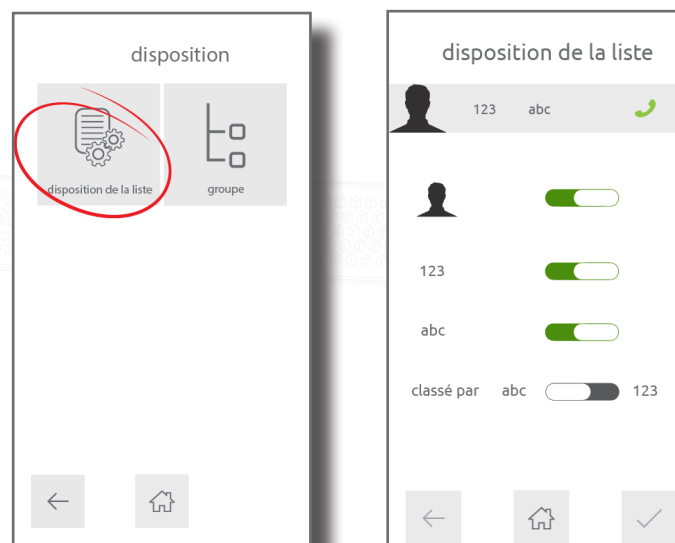 disposition
disposition de la liste
groupe
disposition de la liste
123 abc
123
abc
classé par abc 123